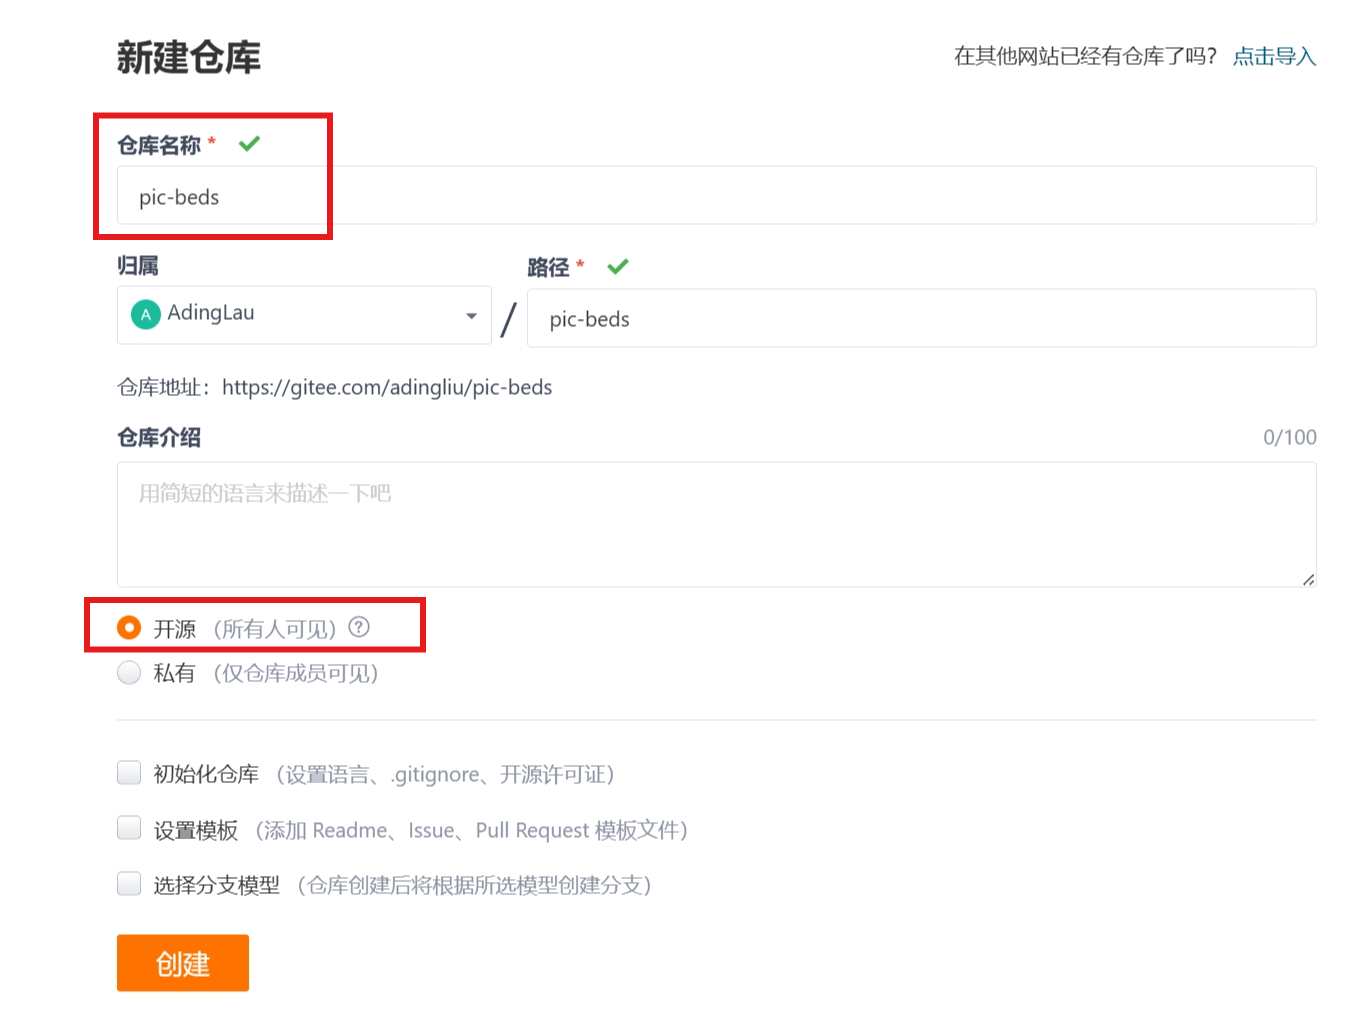 新建仓库
在其他网站已经有仓库了吗？ 点击导入
仓库名称 *
pic-beds
归属
路径 *
A AdingLau
/ pic-beds
仓库地址：https://gitee.com/adingliu/pic-beds
仓库介绍
0/100
用简短的语言来描述一下吧
开源 （所有人可见） ?
私有 （仅仓库成员可见）
初始化仓库 （设置语言、.gitignore、开源许可证）
设置模板 （添加 Readme、Issue、Pull Request 模板文件）
选择分支模型 （仓库创建后将根据所选模型创建分支）
创建